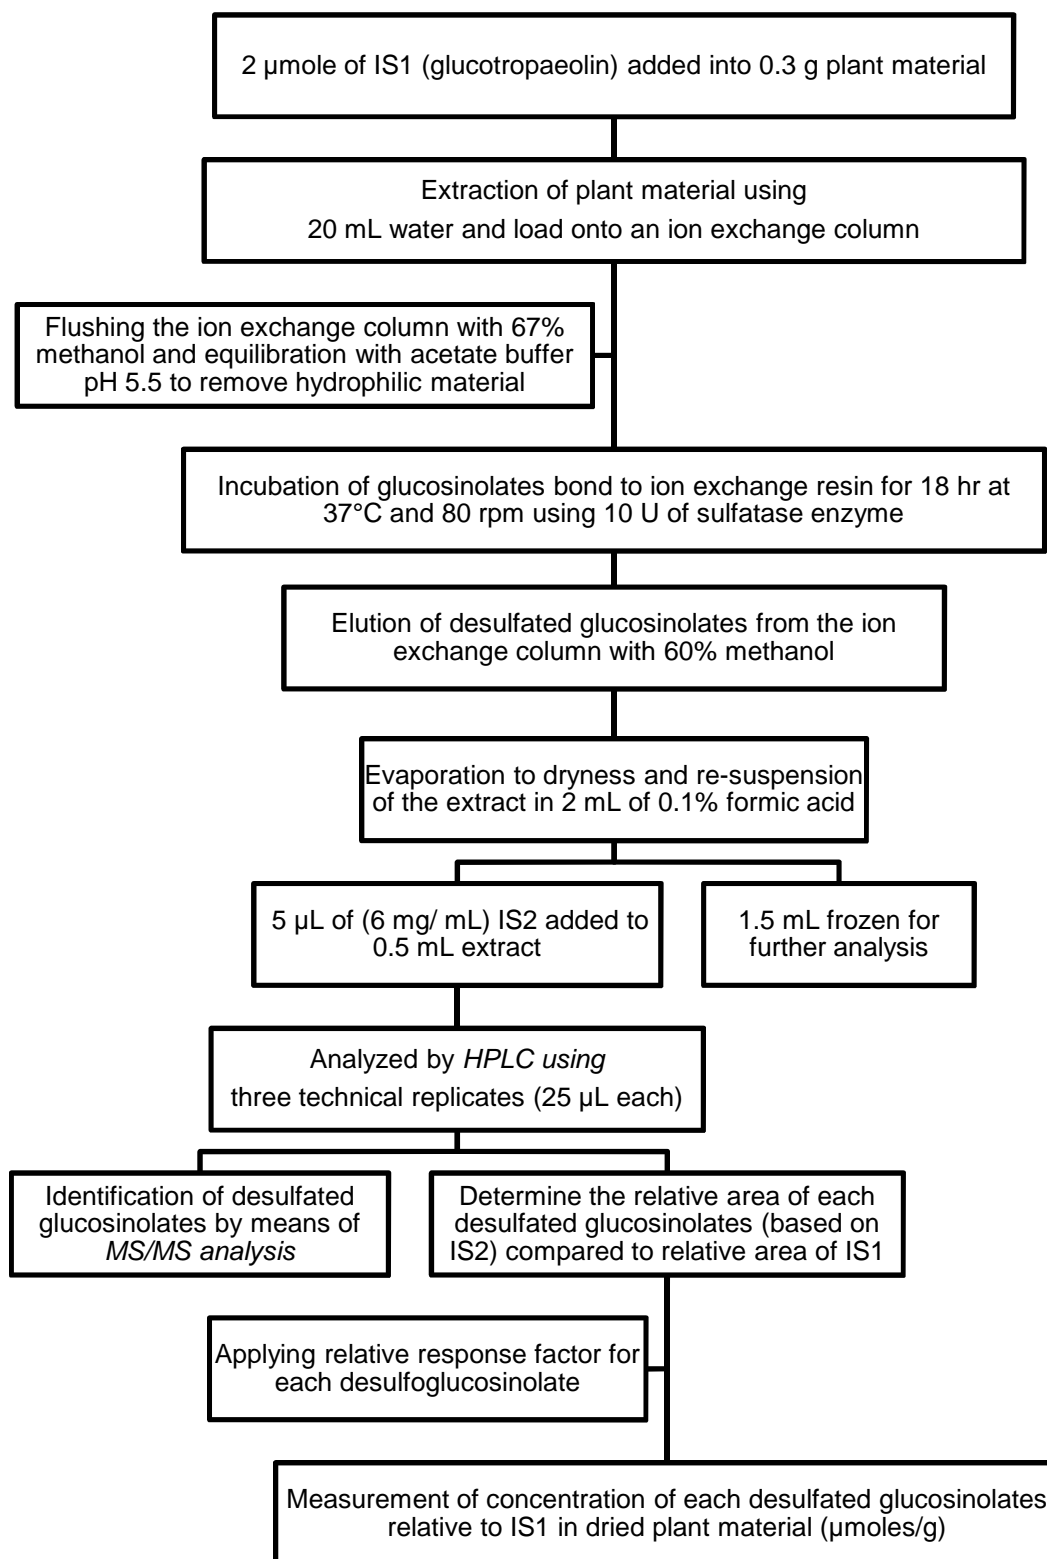 2 µmole of IS1 (glucotropaeolin) added into 0.3 g plant material
Extraction of plant material using
20 mL water and load onto an ion exchange column
Flushing the ion exchange column with 67%
methanol and equilibration with acetate buffer
pH 5.5 to remove hydrophilic material
Incubation of glucosinolates bond to ion exchange resin for 18 hr at
37°C and 80 rpm using 10 U of sulfatase enzyme
Elution of desulfated glucosinolates from the ion
exchange column with 60% methanol
Evaporation to dryness and re-suspension
of the extract in 2 mL of 0.1% formic acid
5 µL of (6 mg/ mL) IS2 added to
0.5 mL extract
1.5 mL frozen for
further analysis
Analyzed by HPLC using
three technical replicates (25 µL each)
Identification of desulfated
glucosinolates by means of
MS/MS analysis
Determine the relative area of each
desulfated glucosinolates (based on
IS2) compared to relative area of IS1
Applying relative response factor for
each desulfoglucosinolate
Measurement of concentration of each desulfated glucosinolates
relative to IS1 in dried plant material (µmoles/g)